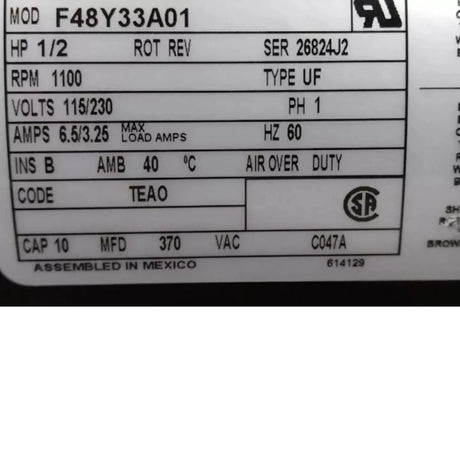 MOD F48Y33A01
HP 1/2 ROT REV SER 26824J2
RPM 1100 TYPE UF
VOLTS 115/230 PH 1
AMPS 6.5/3.25 MAX LOAD AMPS HZ 60
INS B AMB 40 °C AIR OVER DUTY
CODE TEAO
CAP 10 MFD 370 VAC C047A
ASSEMBLED IN MEXICO 614129
SH
BROW